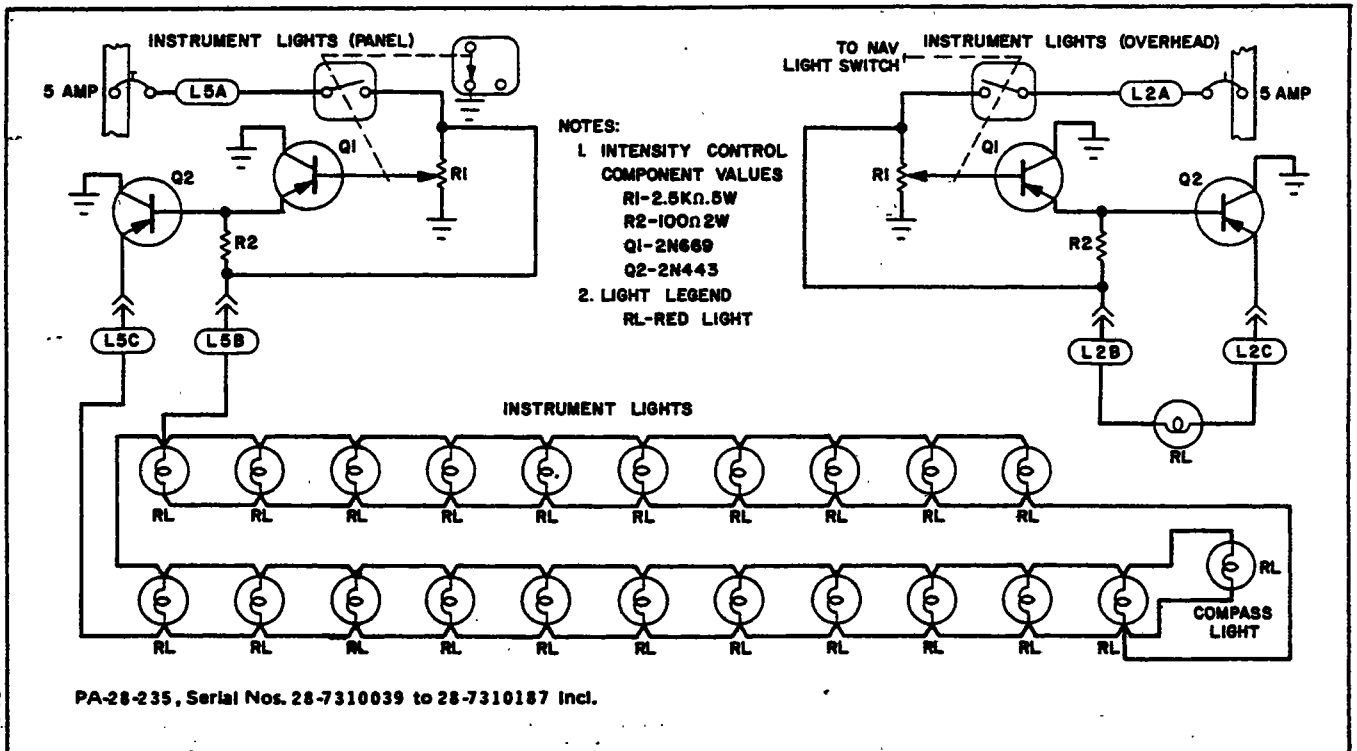 INSTRUMENT LIGHTS (PANEL)
5 AMP
L5A
Q1
Q2
R1
R2
L5C
L5B
NOTES:
1. INTENSITY CONTROL
COMPONENT VALUES
R1-2.5KΩ.5W
R2-100Ω2W
Q1-2N669
Q2-2N443
2. LIGHT LEGEND
RL-RED LIGHT
TO NAV
LIGHT SWITCH
INSTRUMENT LIGHTS (OVERHEAD)
L2A
5 AMP
Q1
R1
Q2
R2
L2B
L2C
RL
INSTRUMENT LIGHTS
RL RL RL RL RL RL RL RL RL RL
RL
COMPASS
LIGHT
RL RL RL RL RL RL RL RL RL RL RL
PA-28-235, Serial Nos. 28-7310039 to 28-7310187 Incl.